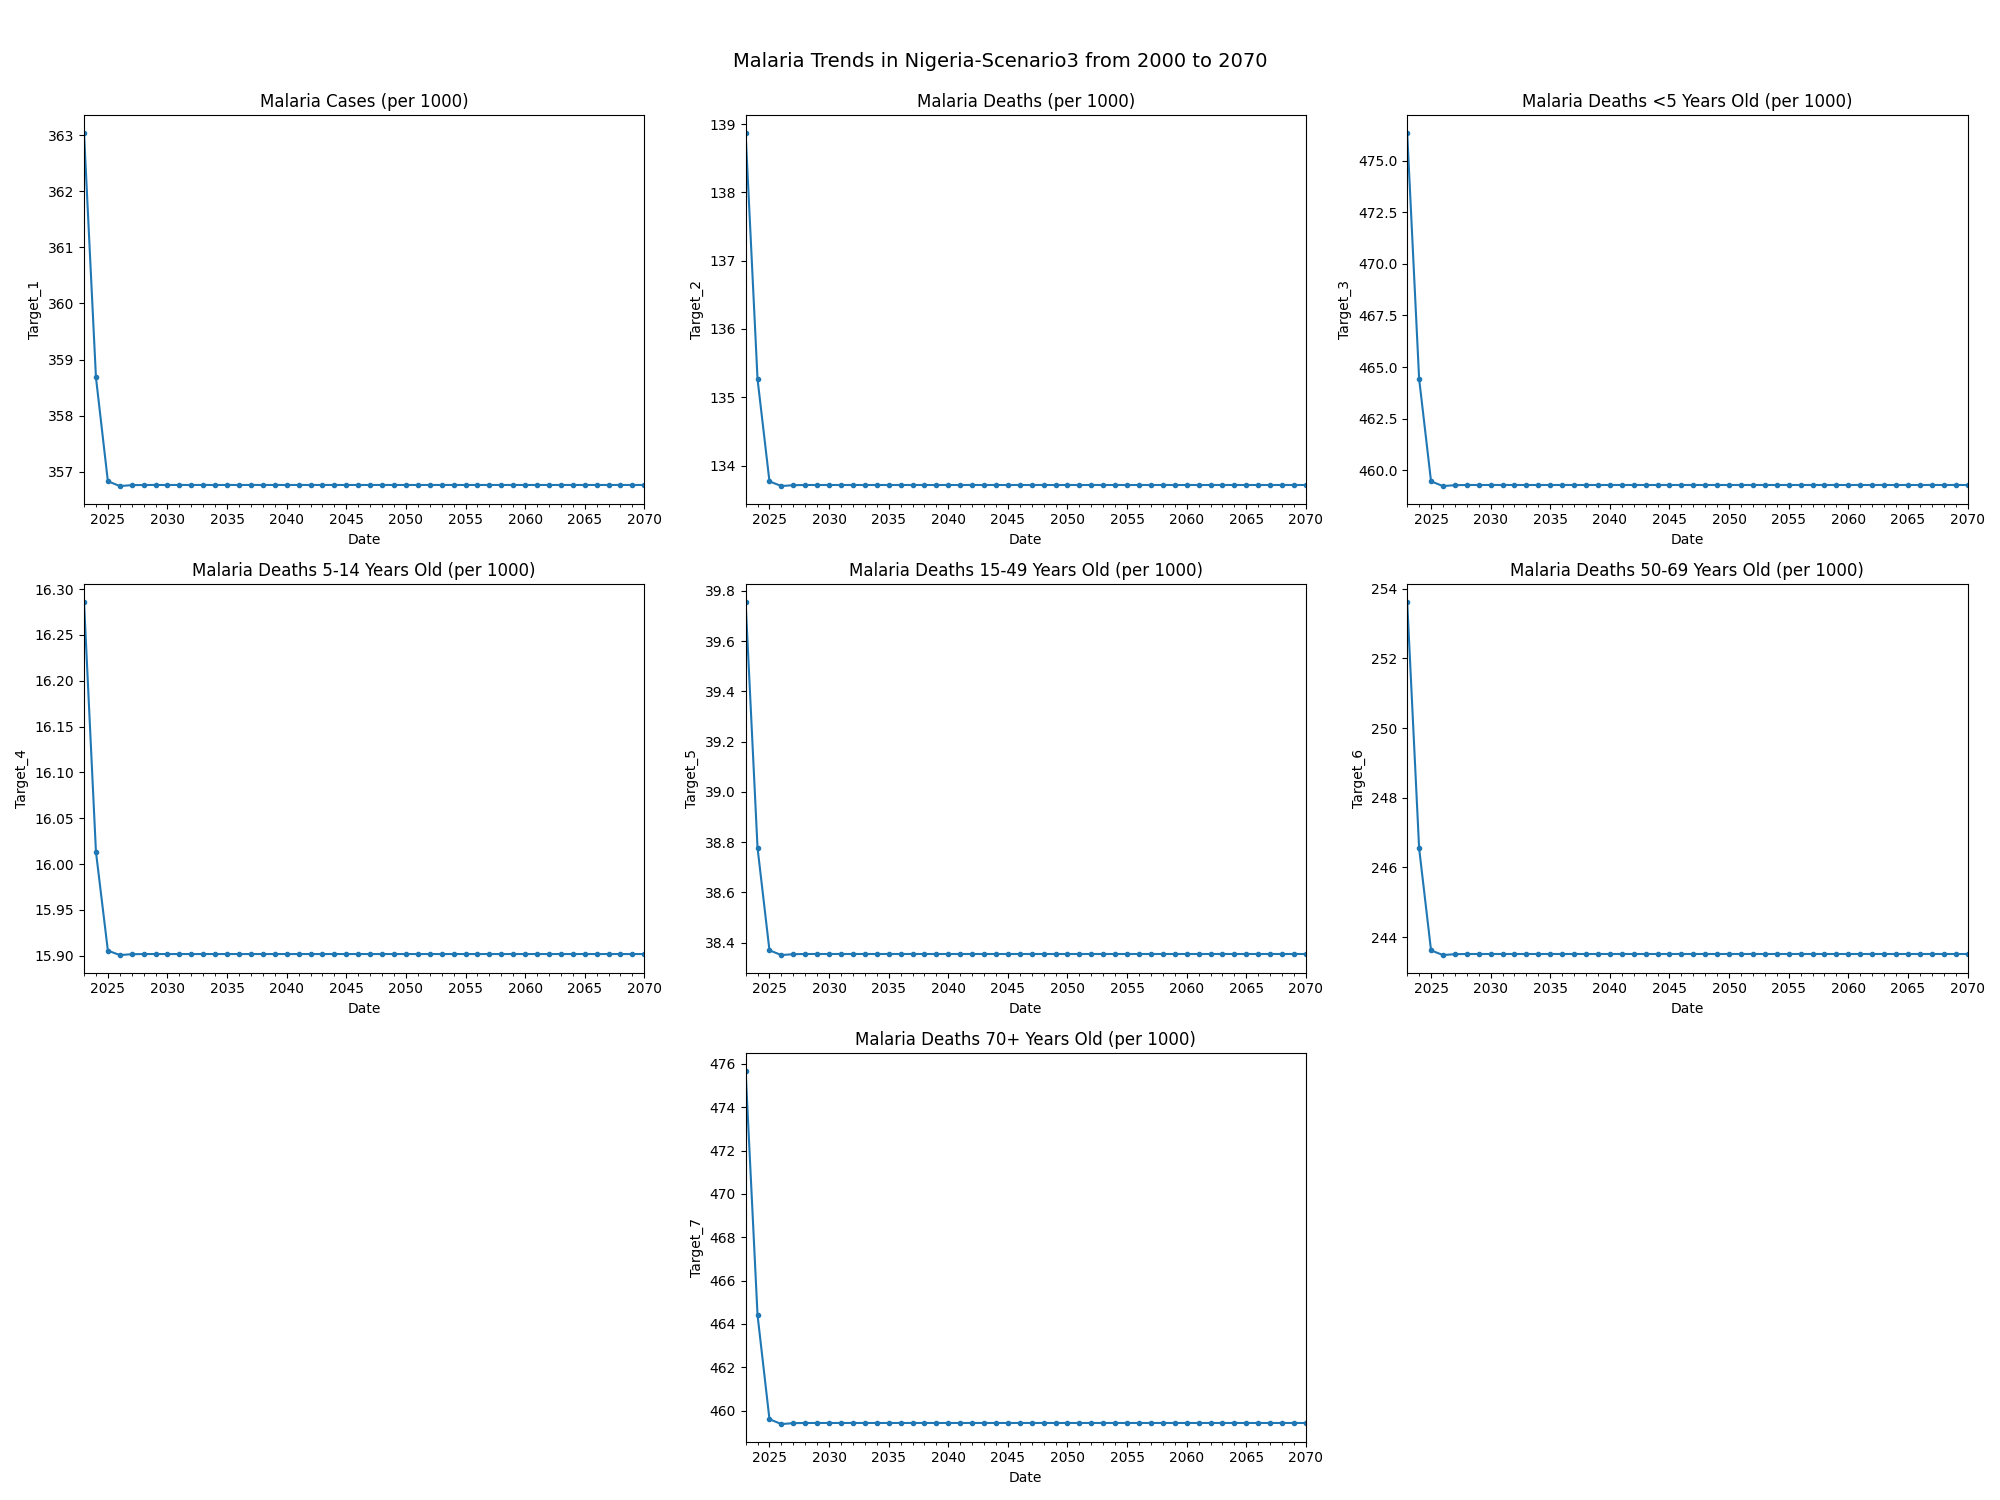 Malaria Trends in Nigeria-Scenario3 from 2000 to 2070
Malaria Cases (per 1000)
363
362
361
360
359
358
357
Target_1
2025 2030 2035 2040 2045 2050 2055 2060 2065 2070
Date
Malaria Deaths (per 1000)
139
138
137
136
135
134
Target_2
2025 2030 2035 2040 2045 2050 2055 2060 2065 2070
Date
Malaria Deaths <5 Years Old (per 1000)
475.0
472.5
470.0
467.5
465.0
462.5
460.0
Target_3
2025 2030 2035 2040 2045 2050 2055 2060 2065 2070
Date
Malaria Deaths 5-14 Years Old (per 1000)
16.30
16.25
16.20
16.15
16.10
16.05
16.00
15.95
15.90
Target_4
2025 2030 2035 2040 2045 2050 2055 2060 2065 2070
Date
Malaria Deaths 15-49 Years Old (per 1000)
39.8
39.6
39.4
39.2
39.0
38.8
38.6
38.4
Target_5
2025 2030 2035 2040 2045 2050 2055 2060 2065 2070
Date
Malaria Deaths 50-69 Years Old (per 1000)
254
252
250
248
246
244
Target_6
2025 2030 2035 2040 2045 2050 2055 2060 2065 2070
Date
Malaria Deaths 70+ Years Old (per 1000)
476
474
472
470
468
466
464
462
460
Target_7
2025 2030 2035 2040 2045 2050 2055 2060 2065 2070
Date